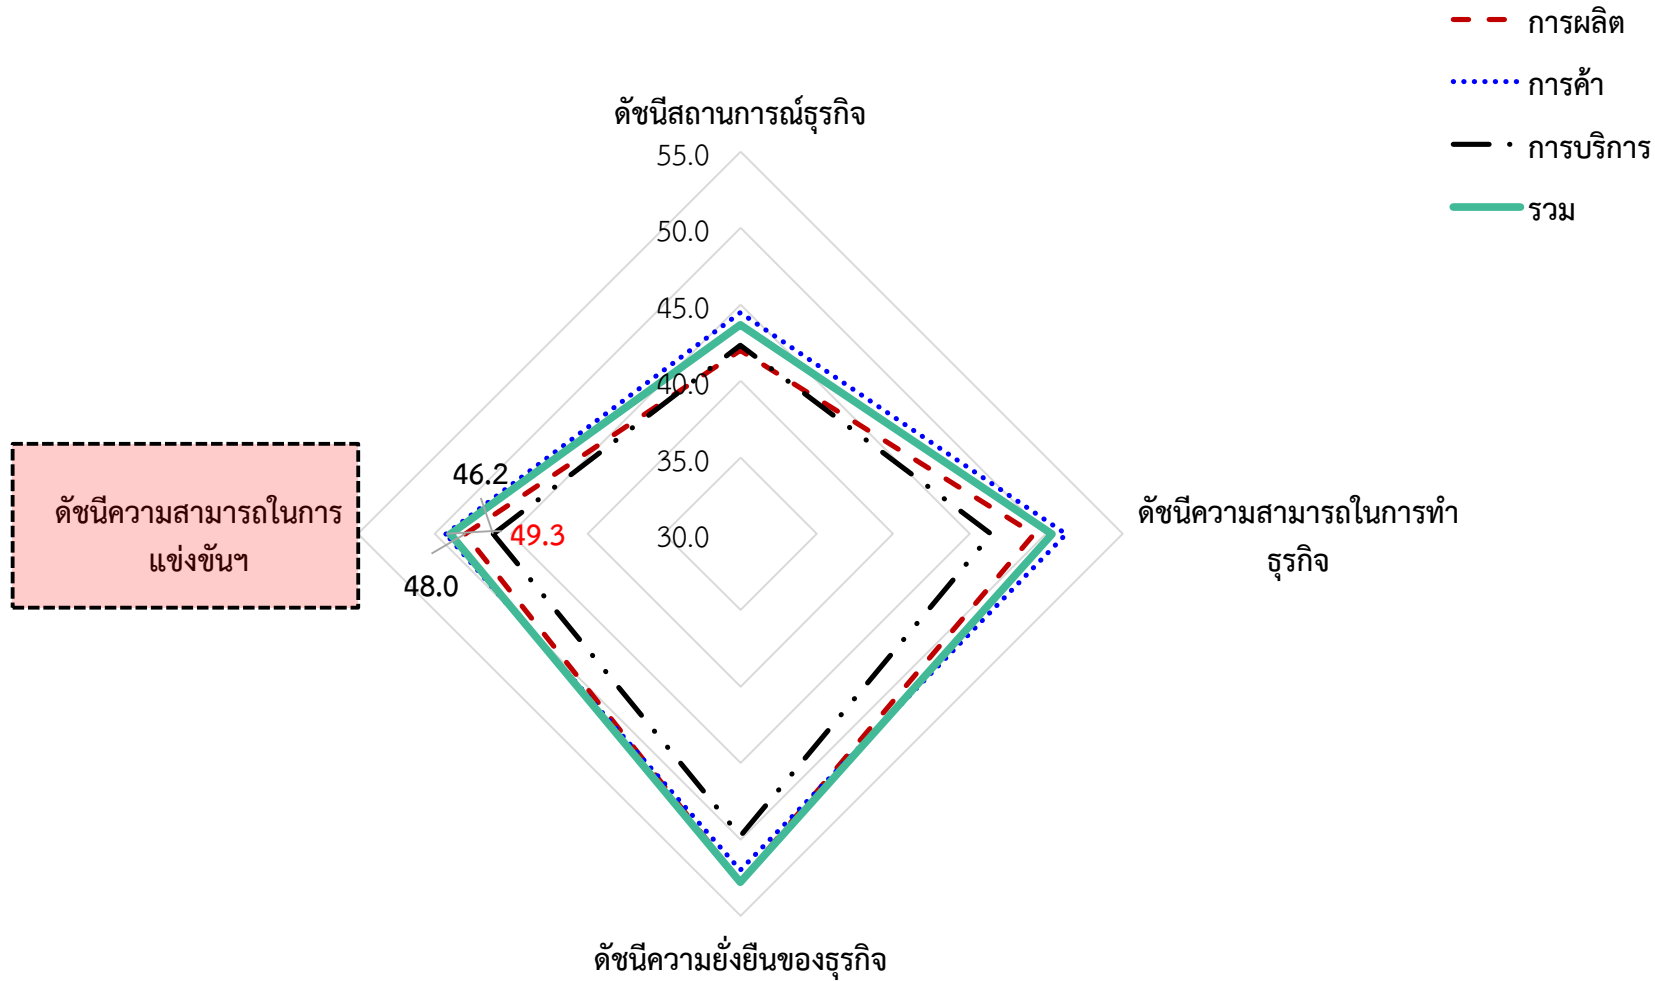 การผลิต
การค้า
การบริการ
รวม
ดัชนีสถานการณ์ธุรกิจ
55.0
50.0
45.0
40.0
35.0
30.0
46.2
49.3
48.0
ดัชนีความสามารถในการ
แข่งขันฯ
ดัชนีความสามารถในการทำ
ธุรกิจ
ดัชนีความยั่งยืนของธุรกิจ